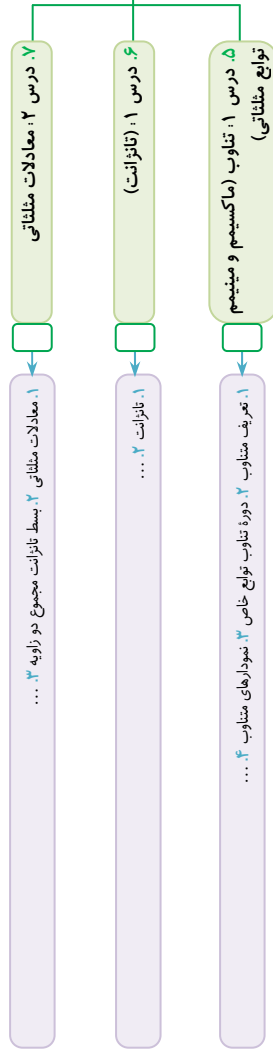 ۵. درس ۱: تناوب (ماکسیمم و مینیمم
توابع مثلثاتی)
۱. تعریف متناوب ۲. دورهٔ تناوب توابع خاص ۳. نمودارهای متناوب ۴. ...
۶. درس ۱: (تانژانت)
۱. تانژانت ۲. ...
۷. درس ۲: معادلات مثلثاتی
۱. معادلات مثلثاتی ۲. بسط تانژانت مجموع دو زاویه ۳. ...